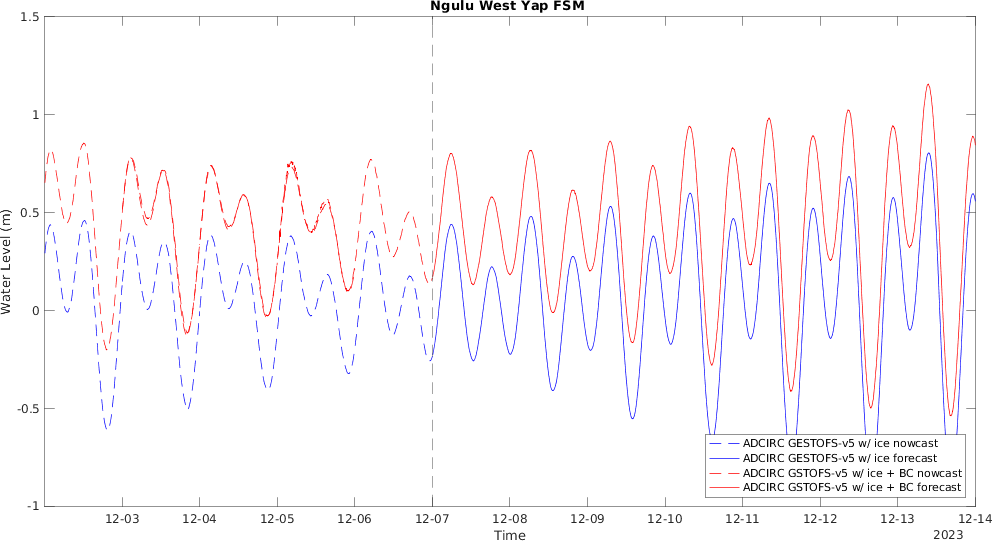 Ngulu West Yap FSM
1.5
1
0.5
0
-0.5
-1
Water Level (m)
12-03 12-04 12-05 12-06 12-07 12-08 12-09 12-10 12-11 12-12 12-13 12-14
Time
2023
ADCIRC GESTOFS-v5 w/ ice nowcast
ADCIRC GESTOFS-v5 w/ ice forecast
ADCIRC GSTOFS-v5 w/ ice + BC nowcast
ADCIRC GSTOFS-v5 w/ ice + BC forecast